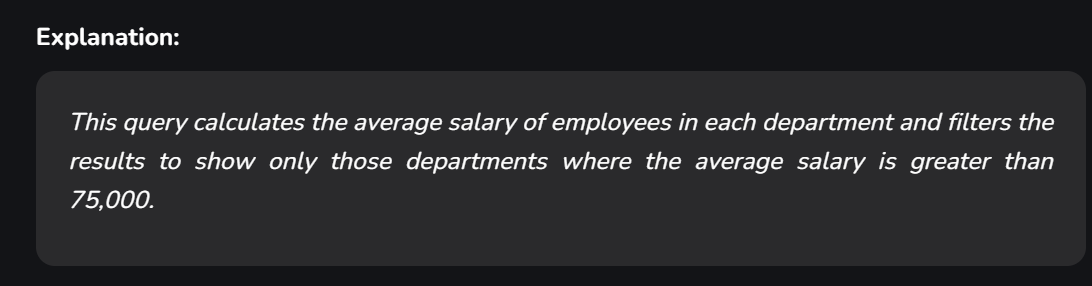 Explanation:
This query calculates the average salary of employees in each department and filters the
results to show only those departments where the average salary is greater than
75,000.